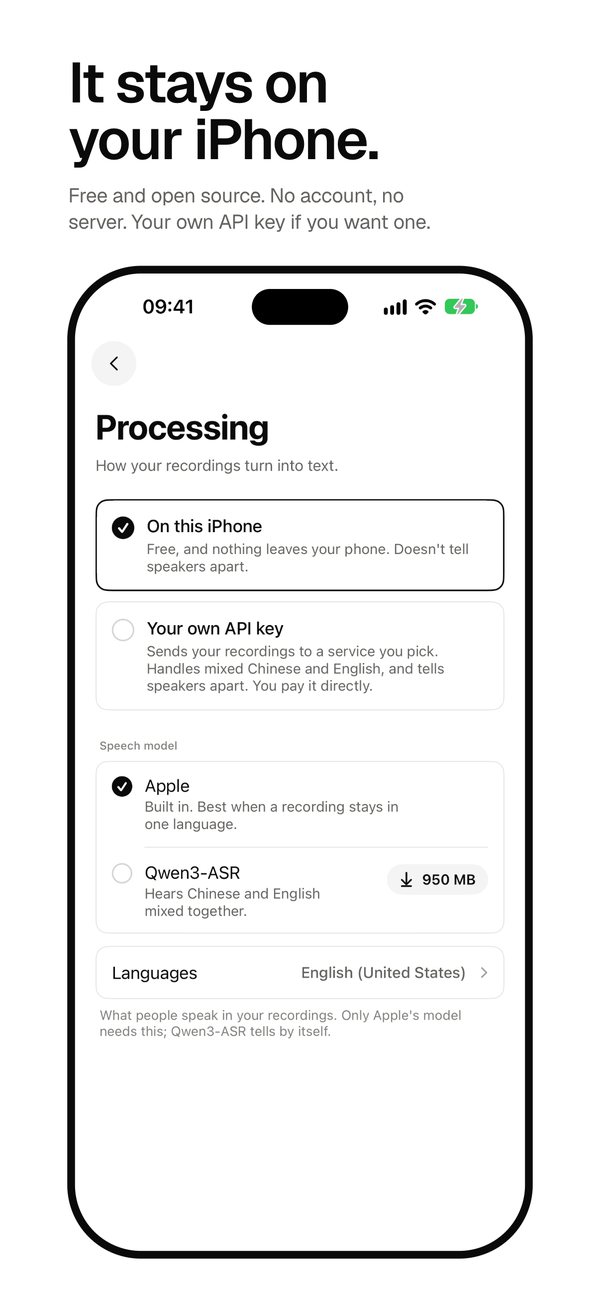 It stays on
your iPhone.
Free and open source. No account, no
server. Your own API key if you want one.
09:41
Processing
How your recordings turn into text.
On this iPhone
Free, and nothing leaves your phone. Doesn't tell
speakers apart.
Your own API key
Sends your recordings to a service you pick.
Handles mixed Chinese and English, and tells
speakers apart. You pay it directly.
Speech model
Apple
Built in. Best when a recording stays in
one language.
Qwen3-ASR
950 MB
Hears Chinese and English
mixed together.
Languages English (United States)
What people speak in your recordings. Only Apple's model
needs this; Qwen3-ASR tells by itself.